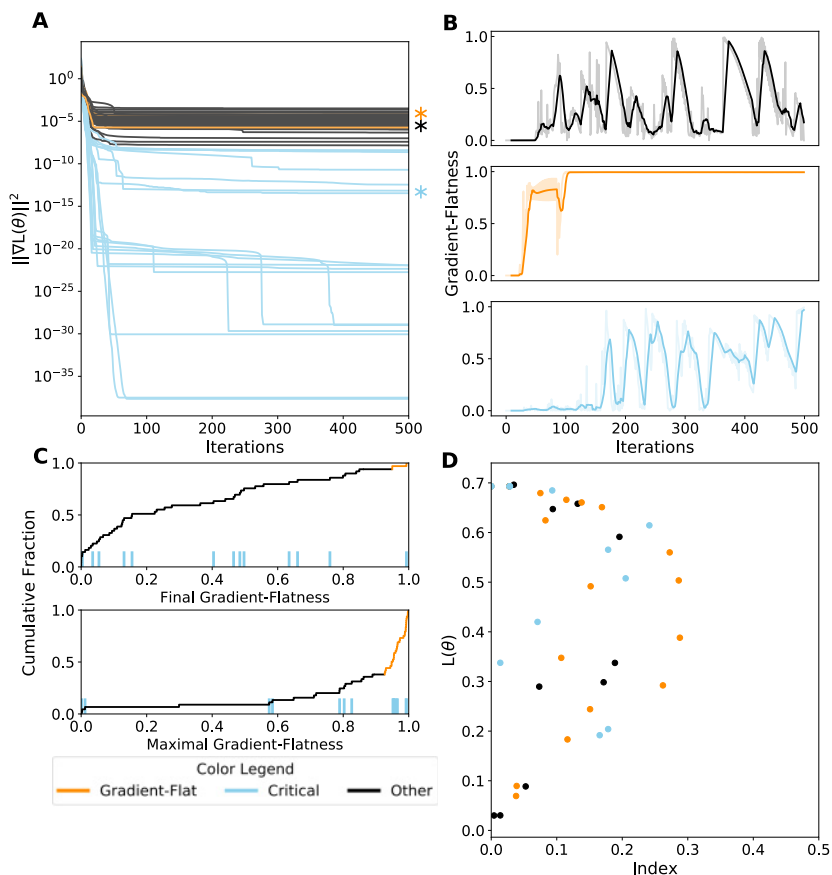 A
10⁰
10⁻⁵
10⁻¹⁰
10⁻¹⁵
10⁻²⁰
10⁻²⁵
10⁻³⁰
10⁻³⁵
||∇L(θ)||²
*
*
*
0 100 200 300 400 500
Iterations
B
1.0
0.5
0.0
1.0
0.5
0.0
1.0
0.5
0.0
Gradient-Flatness
0 100 200 300 400 500
Iterations
C
1.0
0.5
0.0
0.0 0.2 0.4 0.6 0.8 1.0
Final Gradient-Flatness
1.0
0.5
0.0
0.0 0.2 0.4 0.6 0.8 1.0
Maximal Gradient-Flatness
Cumulative Fraction
Color Legend
Gradient-Flat Critical Other
D
0.7
0.6
0.5
0.4
0.3
0.2
0.1
0.0
L(θ)
0.0 0.1 0.2 0.3 0.4 0.5
Index